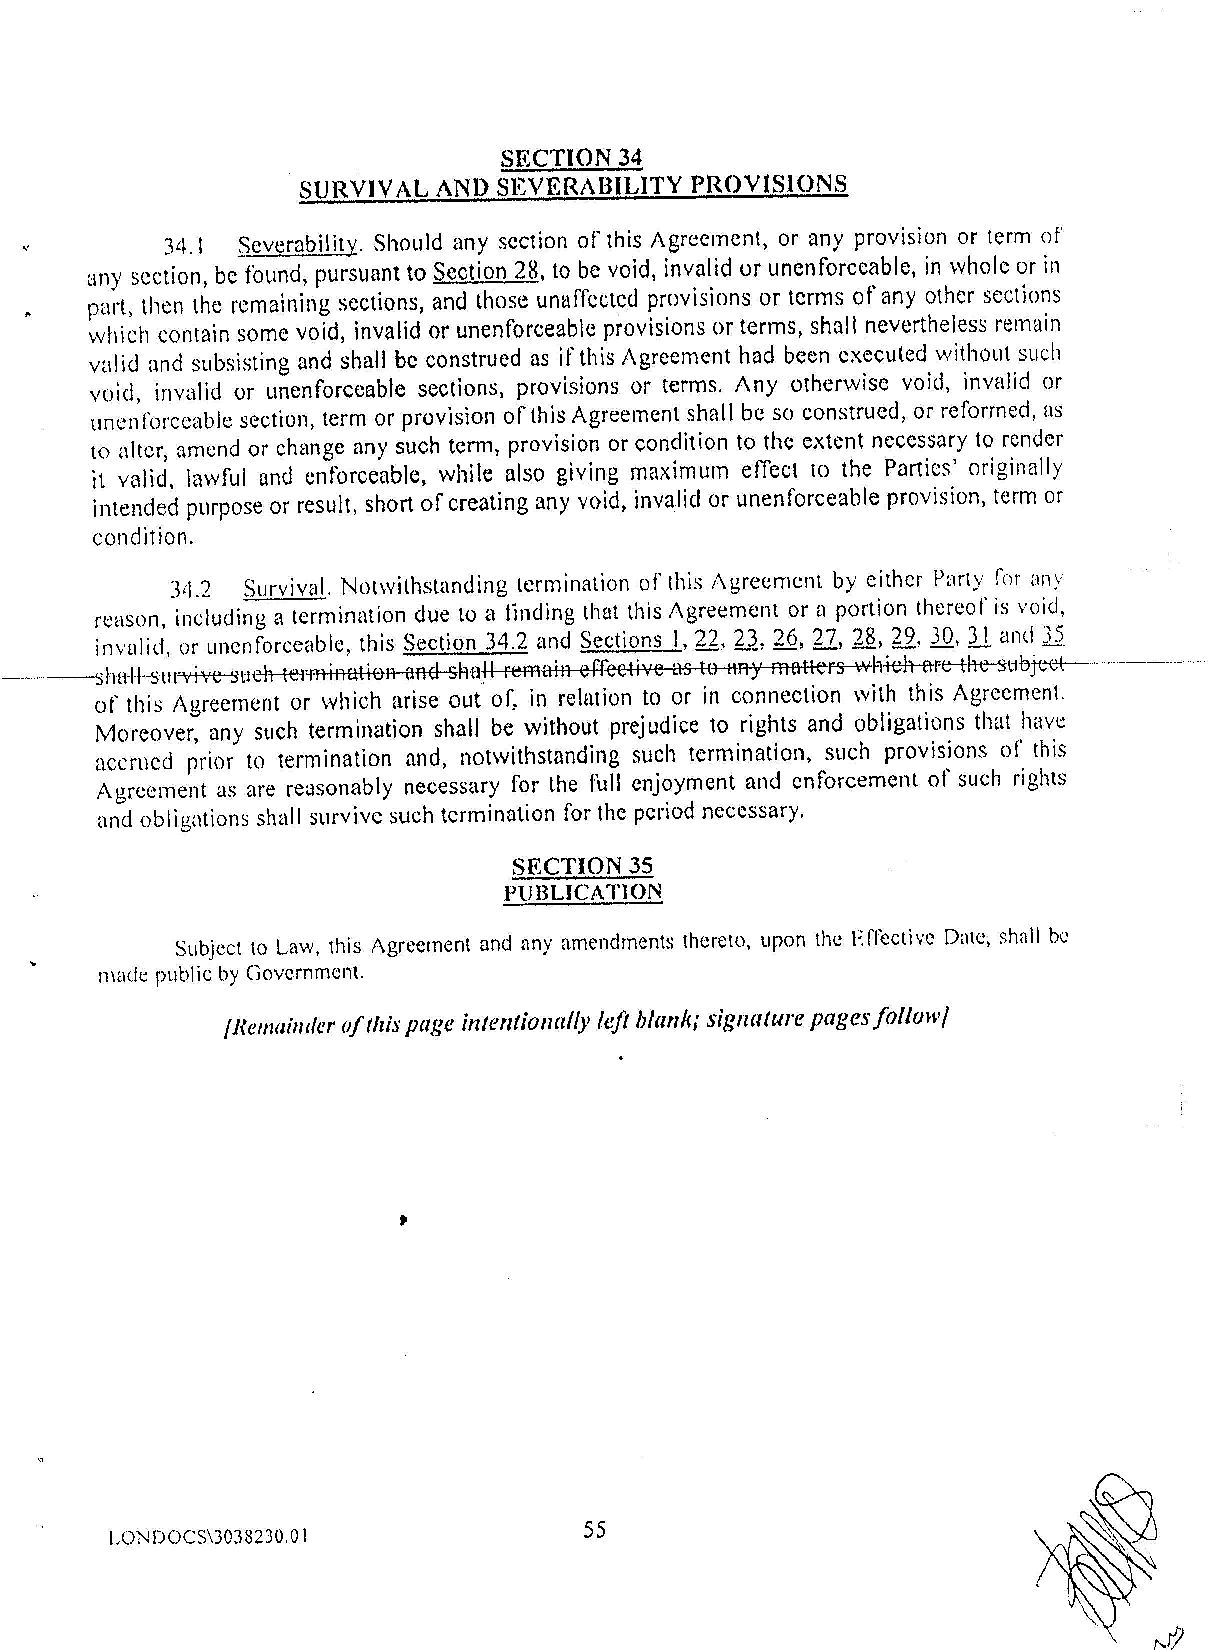 SECTION 34
SURVIVAL AND SEVERABILITY PROVISIONS
34.1 Severability. Should any section of this Agreement, or any provision or term of
any section, be found, pursuant to Section 28, to be void, invalid or unenforceable, in whole or in
part, then the remaining sections, and those unaffected provisions or terms of any other sections
which contain some void, invalid or unenforceable provisions or terms, shall nevertheless remain
valid and subsisting and shall be construed as if this Agreement had been executed without such
void, invalid or unenforceable sections, provisions or terms. Any otherwise void, invalid or
unenforceable section, term or provision of this Agreement shall be so construed, or reformed, as
to alter, amend or change any such term, provision or condition to the extent necessary to render
it valid, lawful and enforceable, while also giving maximum effect to the Parties' originally
intended purpose or result, short of creating any void, invalid or unenforceable provision, term or
condition.
34.2 Survival. Notwithstanding termination of this Agreement by either Party for any
reason, including a termination due to a finding that this Agreement or a portion thereof is void,
invalid, or unenforceable, this Section 34.2 and Sections 1, 22, 23, 26, 27, 28, 29, 30, 31 and 35
shall survive such termination and shall remain effective as to any matters which are the subject
of this Agreement or which arise out of, in relation to or in connection with this Agreement.
Moreover, any such termination shall be without prejudice to rights and obligations that have
accrued prior to termination and, notwithstanding such termination, such provisions of this
Agreement as are reasonably necessary for the full enjoyment and enforcement of such rights
and obligations shall survive such termination for the period necessary.
SECTION 35
PUBLICATION
Subject to Law, this Agreement and any amendments thereto, upon the Effective Date, shall be
made public by Government.
[Remainder of this page intentionally left blank; signature pages follow]
LONDOCS\3038230.01
55